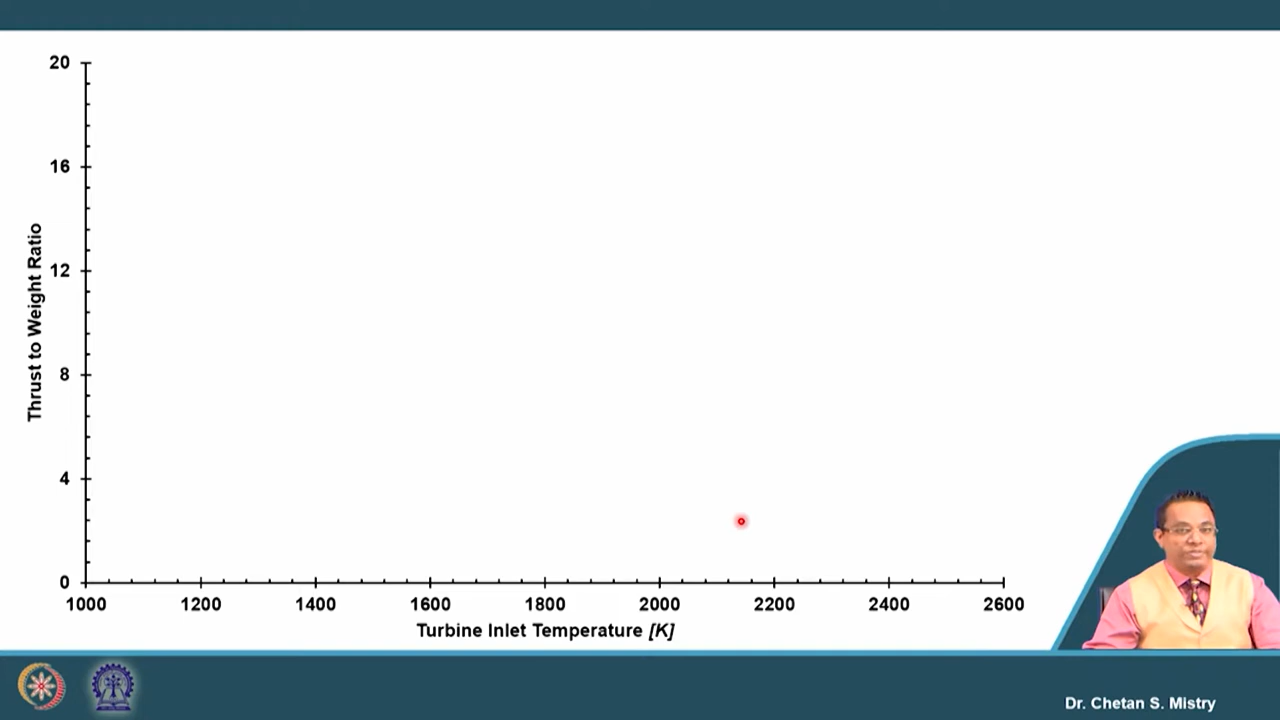 20
16
12
8
4
0
Thrust to Weight Ratio
1000 1200 1400 1600 1800 2000 2200 2400 2600
Turbine Inlet Temperature [K]
Dr. Chetan S. Mistry